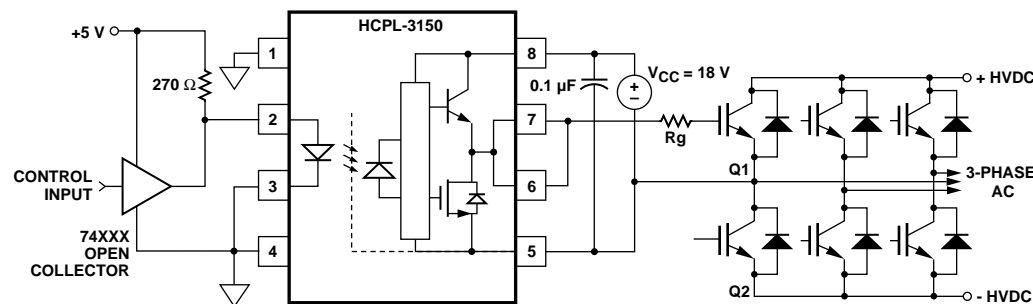 HCPL-3150
+5 V
270 Ω
1
2
3
4
8
7
6
5
0.1 µF
VCC = 18 V
+
−
Rg
+ HVDC
Q1
3-PHASE
AC
Q2
- HVDC
CONTROL
INPUT
74XXX
OPEN
COLLECTOR